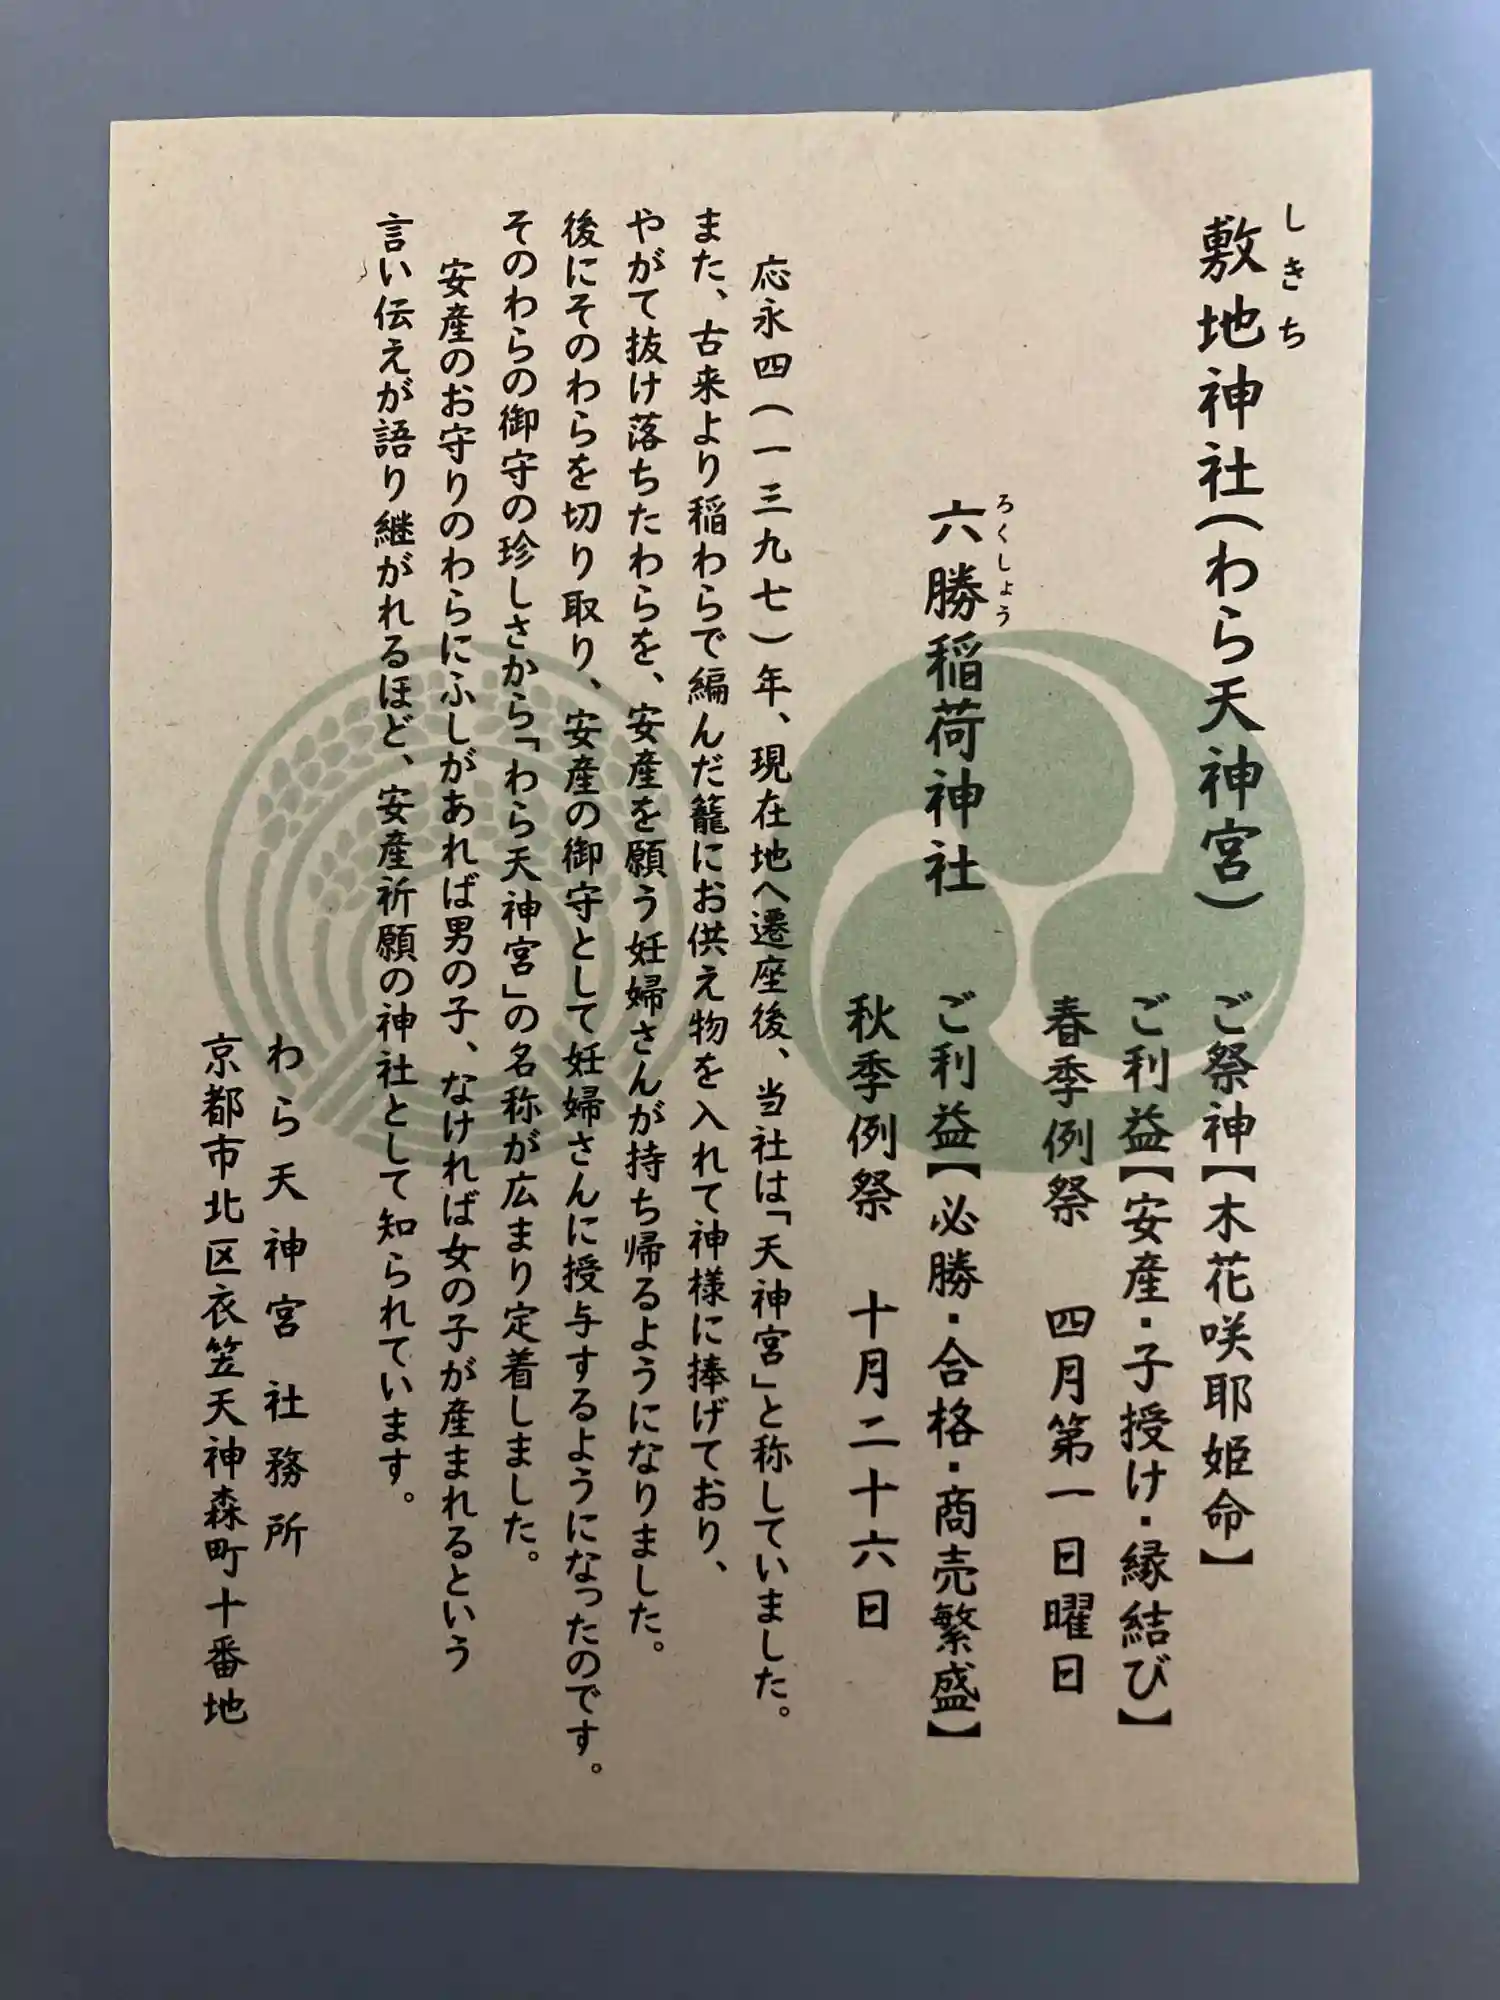 敷地神社(わら天神宮)
しきち
ご祭神【木花咲耶姫命】
ご利益【安産・子授け・縁結び】
春季例祭　四月第一日曜日
六勝稲荷神社
ろくしょう
ご利益【必勝・合格・商売繁盛】
秋季例祭　十月二十六日
応永四(一三九七)年、現在地へ遷座後、当社は「天神宮」と称していました。
また、古来より稲わらで編んだ籠にお供え物を入れて神様に捧げており、
やがて抜け落ちたわらを、安産を願う妊婦さんが持ち帰るようになりました。
後にそのわらを切り取り、安産の御守として妊婦さんに授与するようになったのです。
そのわらの御守の珍しさから「わら天神宮」の名称が広まり定着しました。
安産のお守りのわらにふしがあれば男の子、なければ女の子が産まれるという
言い伝えが語り継がれるほど、安産祈願の神社として知られています。
わら天神宮 社務所
京都市北区衣笠天神森町十番地